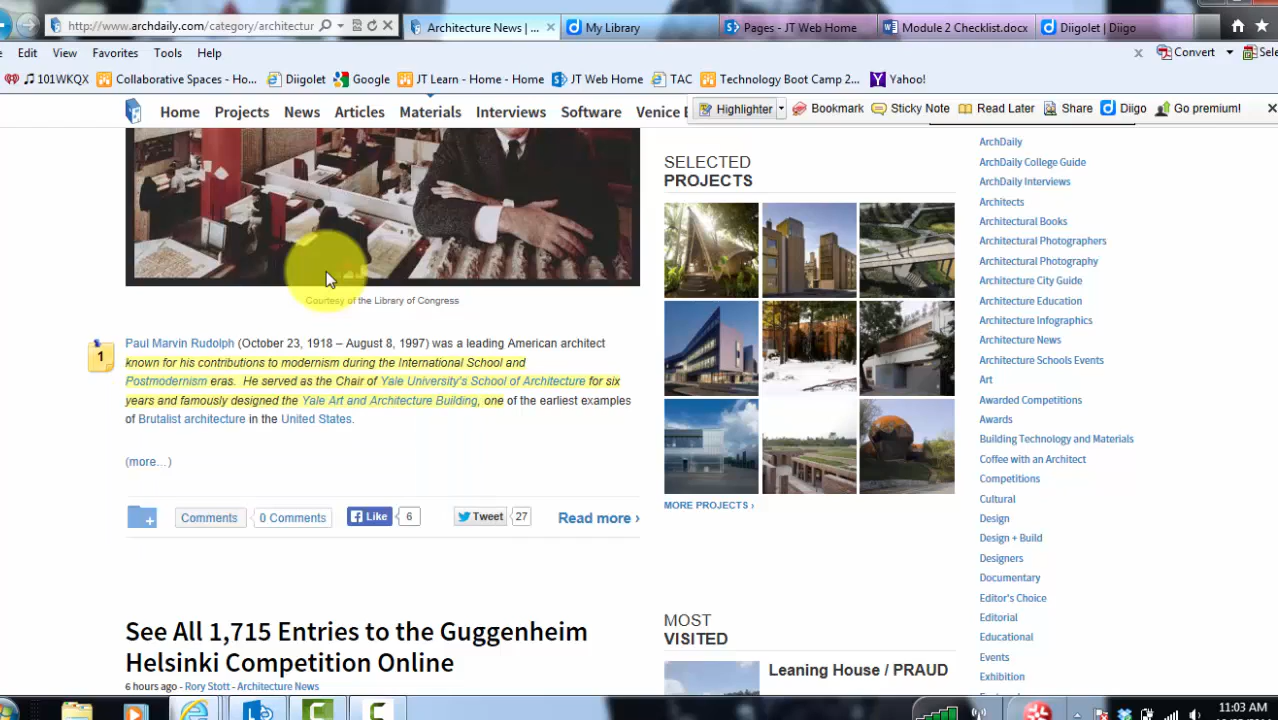 http://www.archdaily.com/category/architectur
Architecture News | ...
My Library
Pages - JT Web Home
Module 2 Checklist.docx
Diigolet | Diigo
Edit View Favorites Tools Help
Convert
101WKQX
Collaborative Spaces - Ho...
Diigolet
Google
JT Learn - Home - Home
JT Web Home
TAC
Technology Boot Camp 2...
Yahoo!
Home Projects News Articles Materials Interviews Software Venice
Highlighter Bookmark Sticky Note Read Later Share Diigo Go premium!
Courtesy of the Library of Congress
1
Paul Marvin Rudolph (October 23, 1918 – August 8, 1997) was a leading American architect
known for his contributions to modernism during the International School and
Postmodernism eras. He served as the Chair of Yale University's School of Architecture for six
years and famously designed the Yale Art and Architecture Building, one of the earliest examples
of Brutalist architecture in the United States.
(more...)
Comments 0 Comments Like 6 Tweet 27 Read more ›
See All 1,715 Entries to the Guggenheim
Helsinki Competition Online
6 hours ago - Rory Stott - Architecture News
SELECTED
PROJECTS
MORE PROJECTS ›
MOST
VISITED
Leaning House / PRAUD
ArchDaily
ArchDaily College Guide
ArchDaily Interviews
Architects
Architectural Books
Architectural Photographers
Architectural Photography
Architecture City Guide
Architecture Education
Architecture Infographics
Architecture News
Architecture Schools Events
Art
Awarded Competitions
Awards
Building Technology and Materials
Coffee with an Architect
Competitions
Cultural
Design
Design + Build
Designers
Documentary
Editor's Choice
Editorial
Educational
Events
Exhibition
11:03 AM